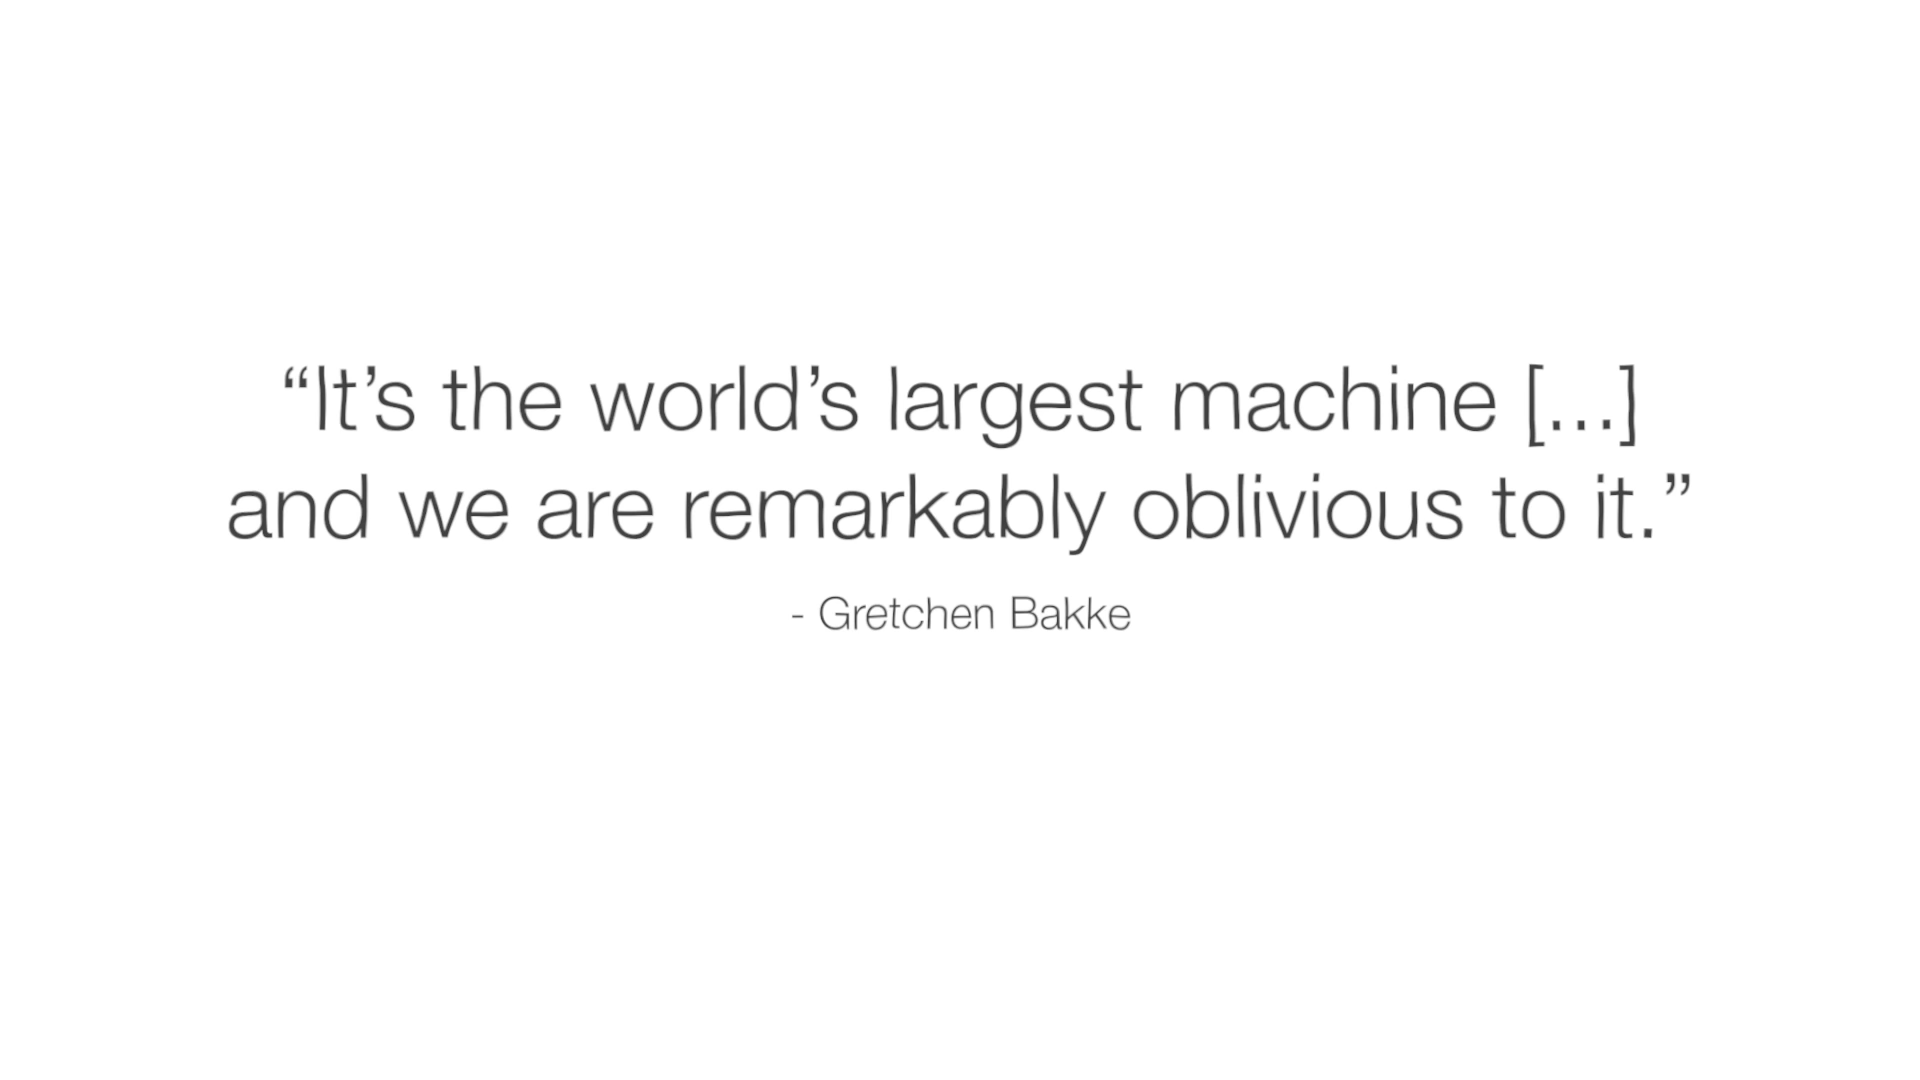 “It’s the world’s largest machine [...]
and we are remarkably oblivious to it.”
- Gretchen Bakke